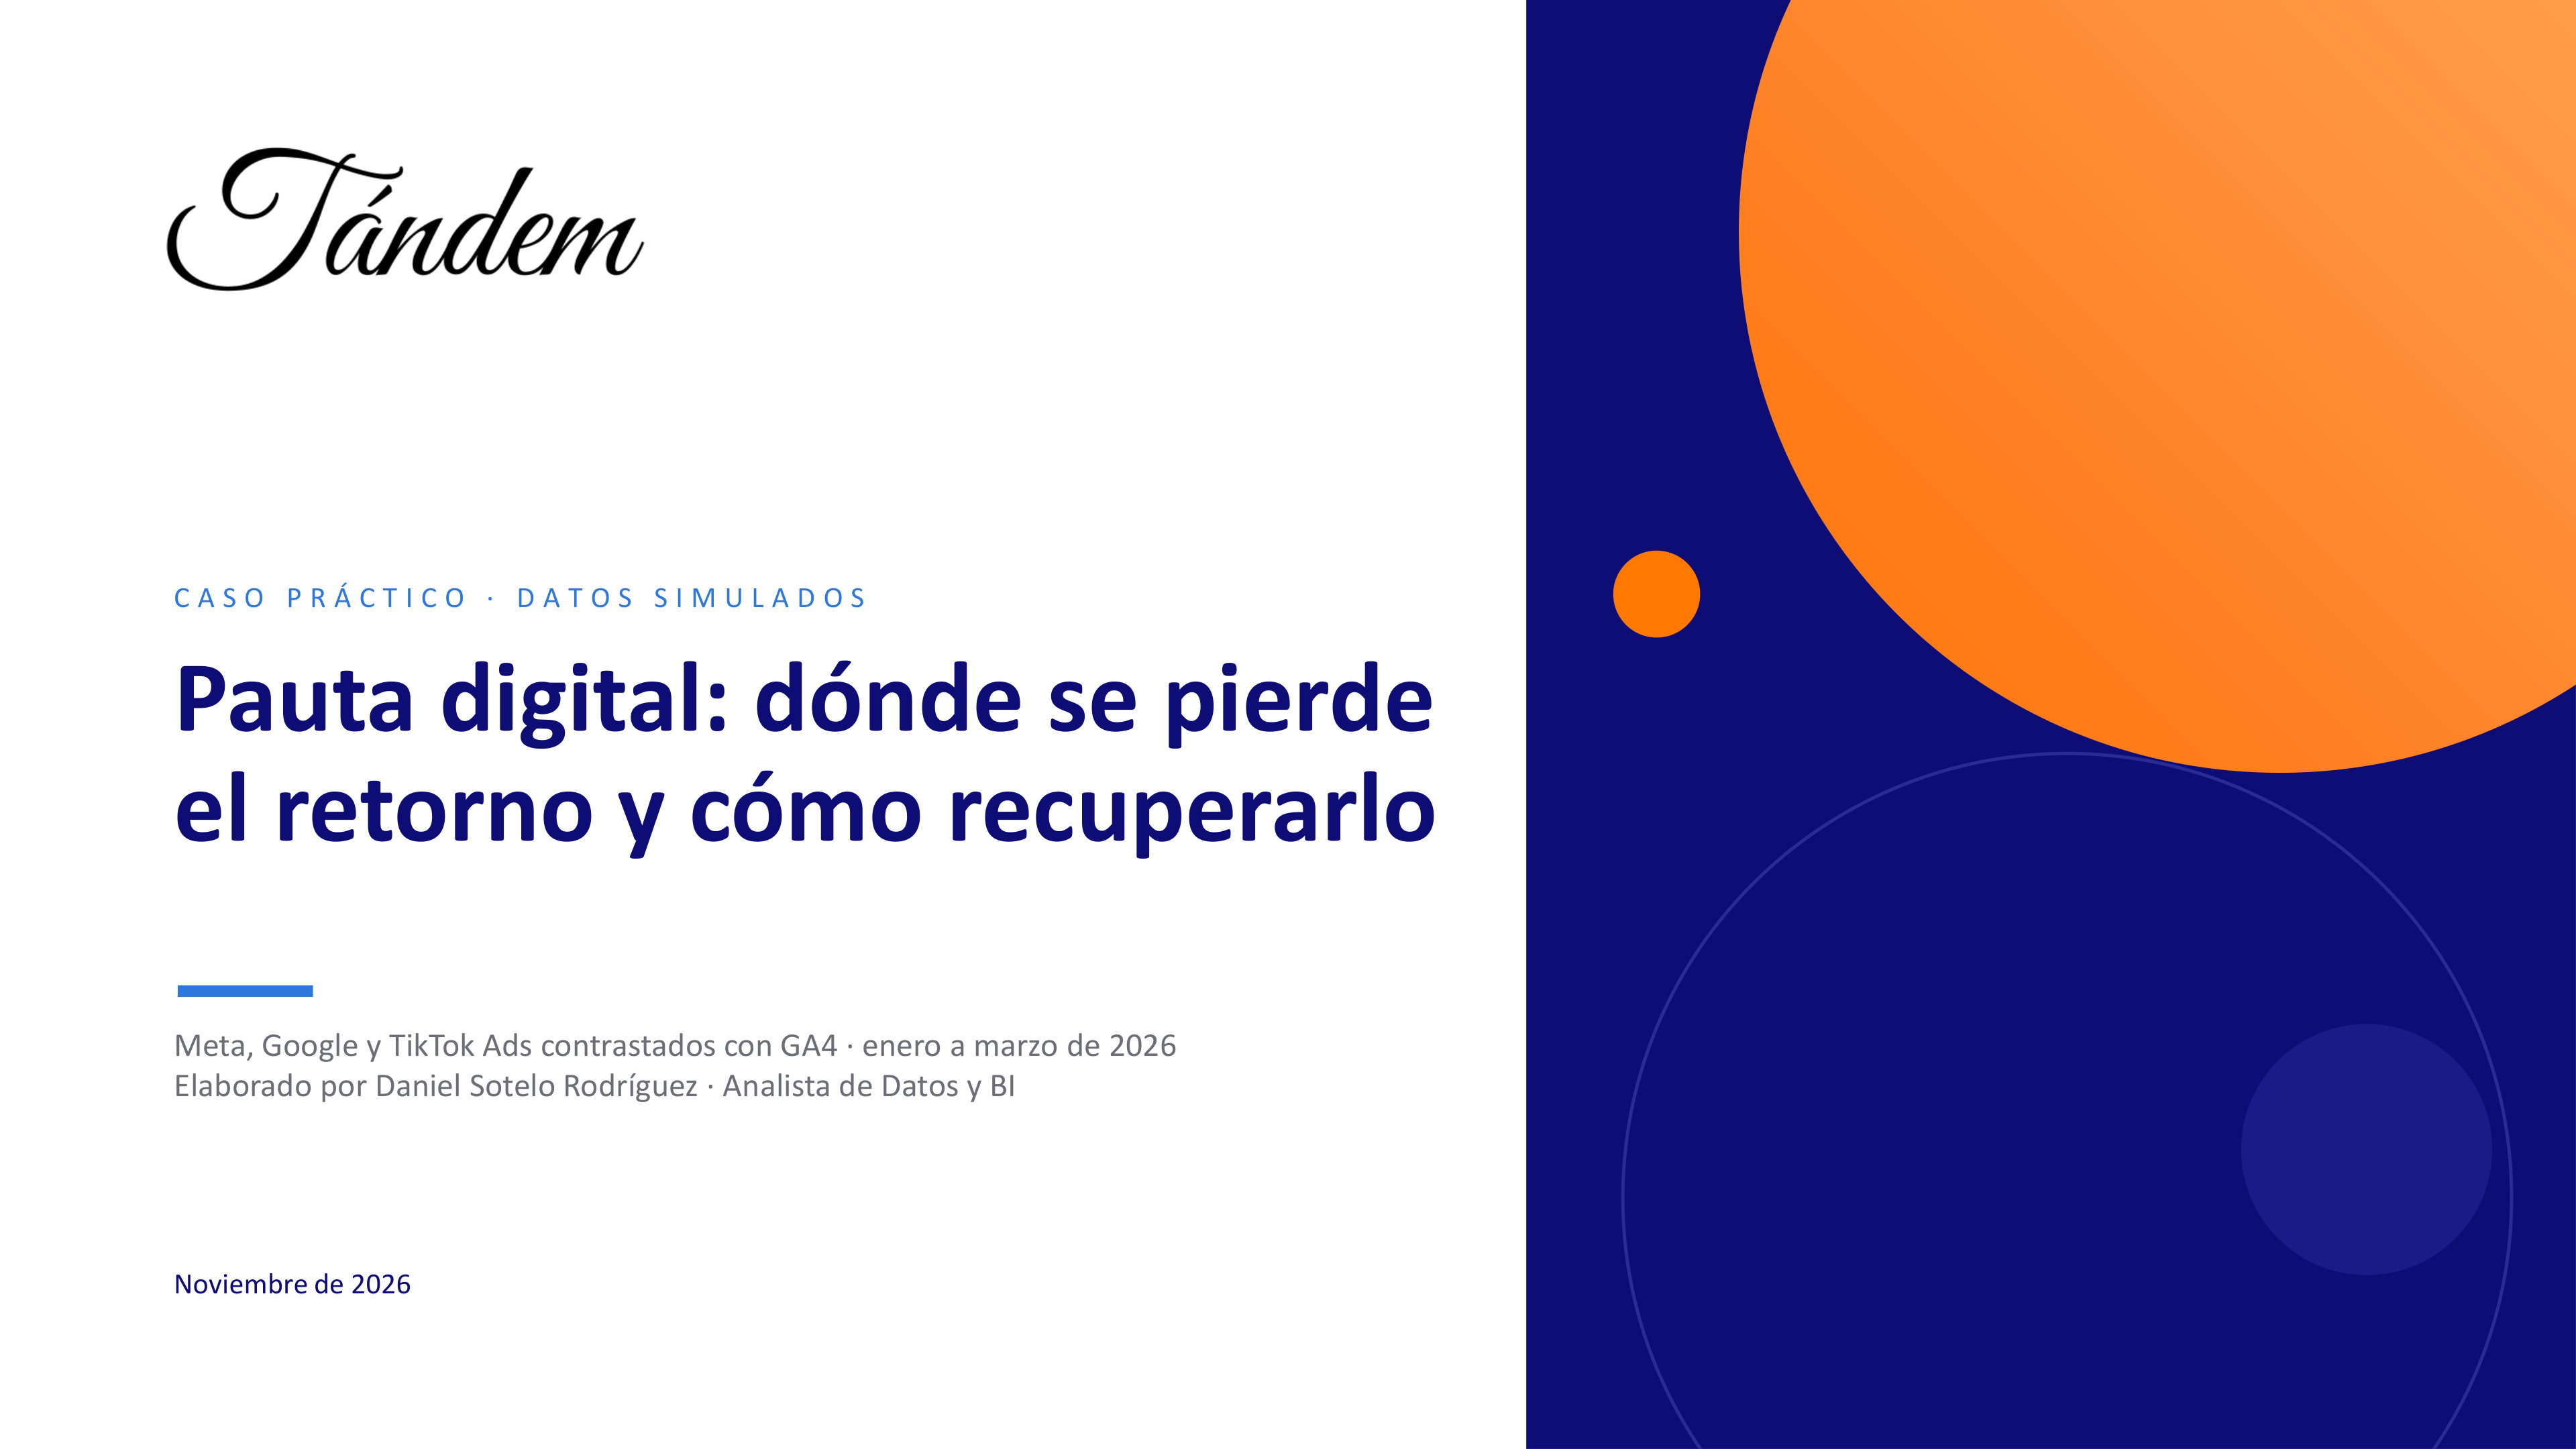 Tándem
CASO PRÁCTICO · DATOS SIMULADOS
Pauta digital: dónde se pierde
el retorno y cómo recuperarlo
Meta, Google y TikTok Ads contrastados con GA4 · enero a marzo de 2026
Elaborado por Daniel Sotelo Rodríguez · Analista de Datos y BI
Noviembre de 2026